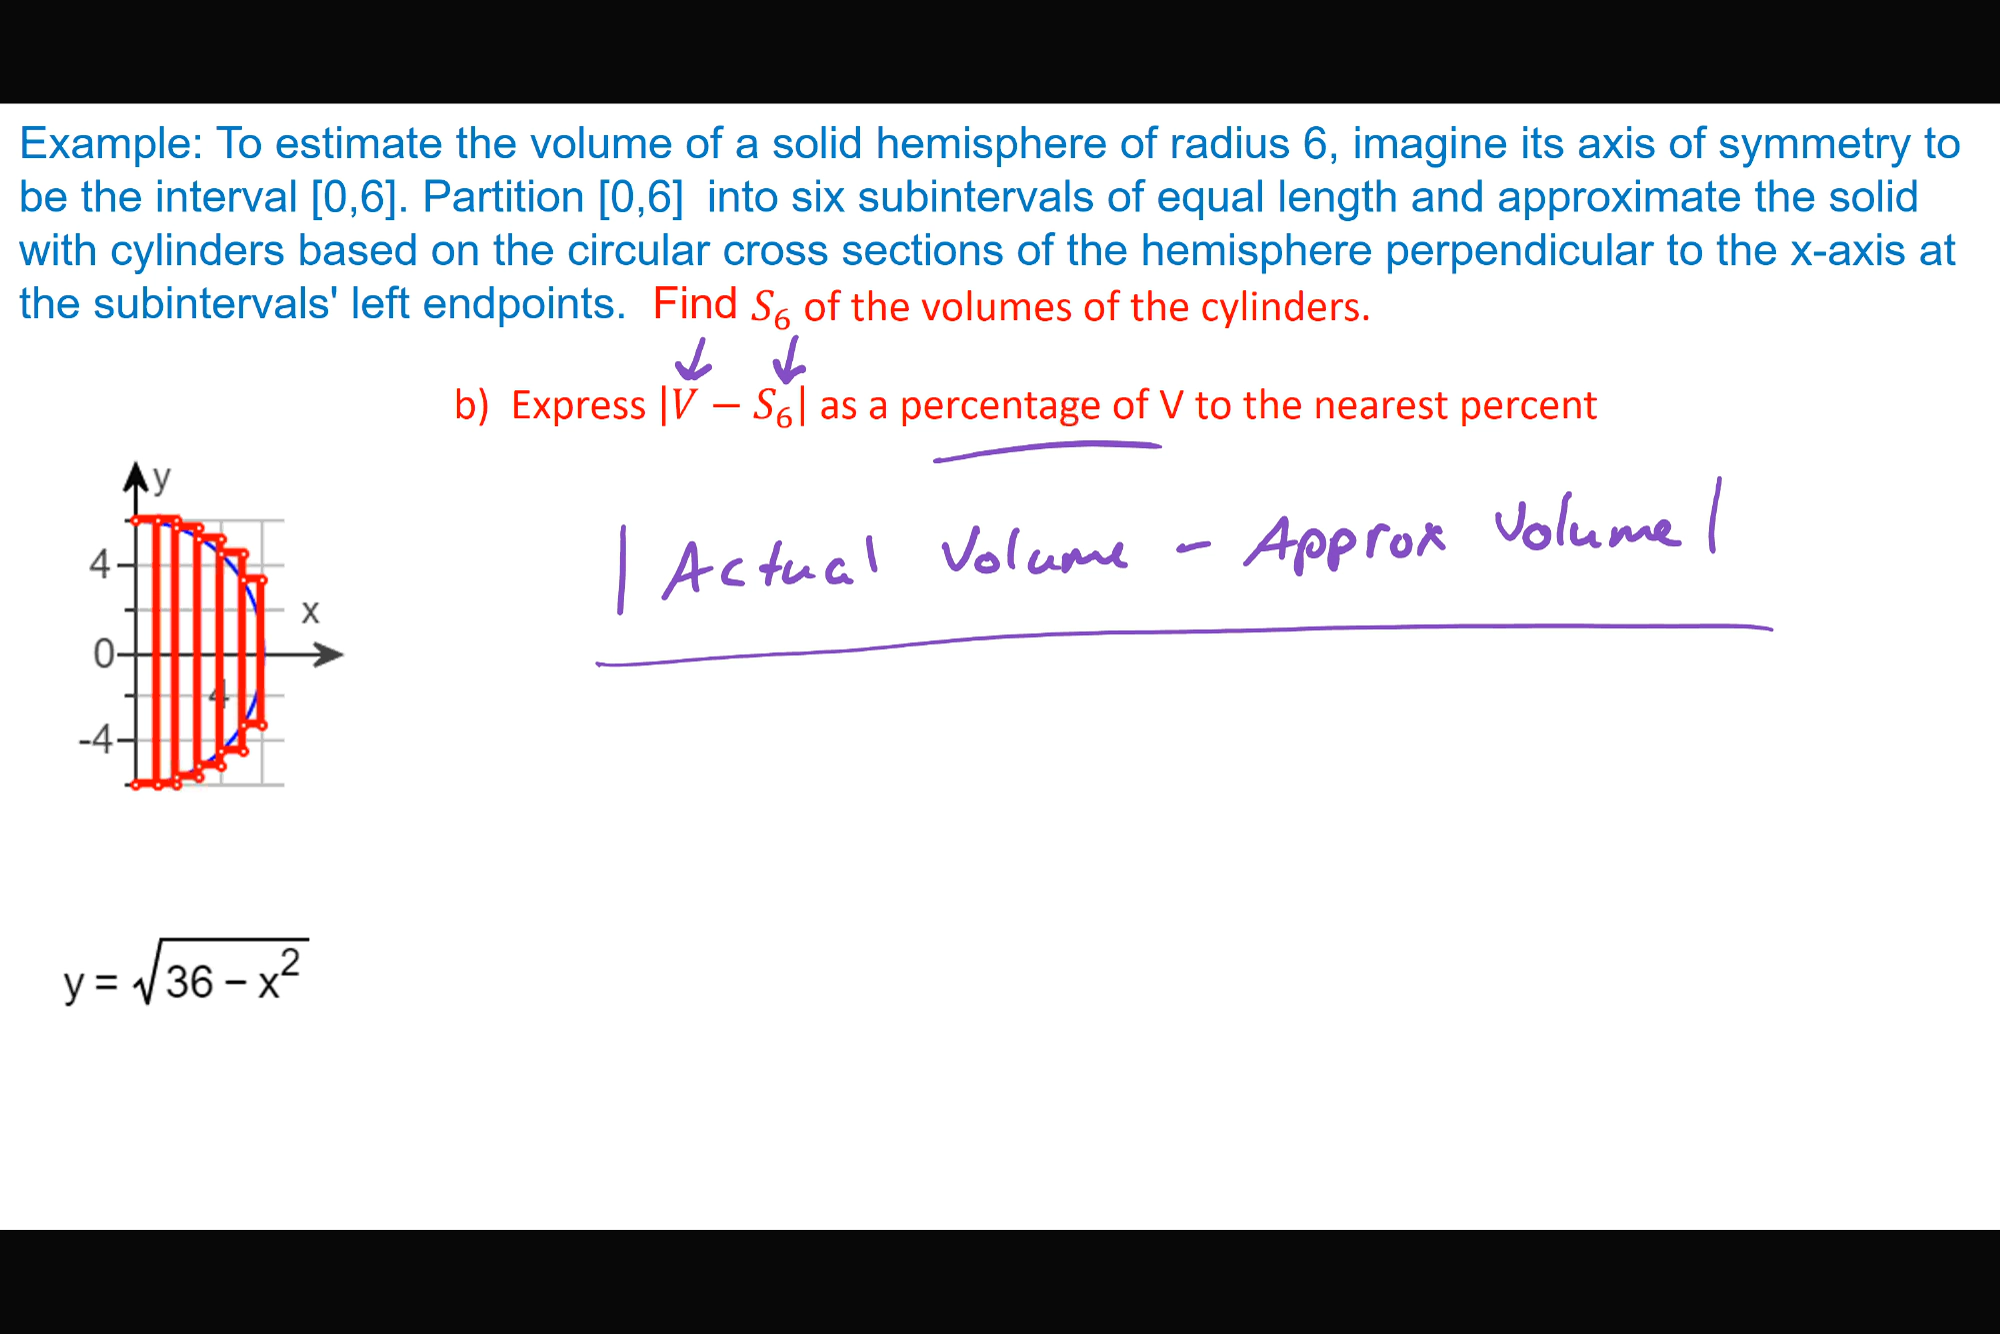 Example: To estimate the volume of a solid hemisphere of radius 6, imagine its axis of symmetry to
be the interval [0,6]. Partition [0,6] into six subintervals of equal length and approximate the solid
with cylinders based on the circular cross sections of the hemisphere perpendicular to the x-axis at
the subintervals' left endpoints. Find S₆ of the volumes of the cylinders.
b) Express |V − S₆| as a percentage of V to the nearest percent
| Actual Volume - Approx Volume |
y
4
x
0
4
-4
y = √36 − x²